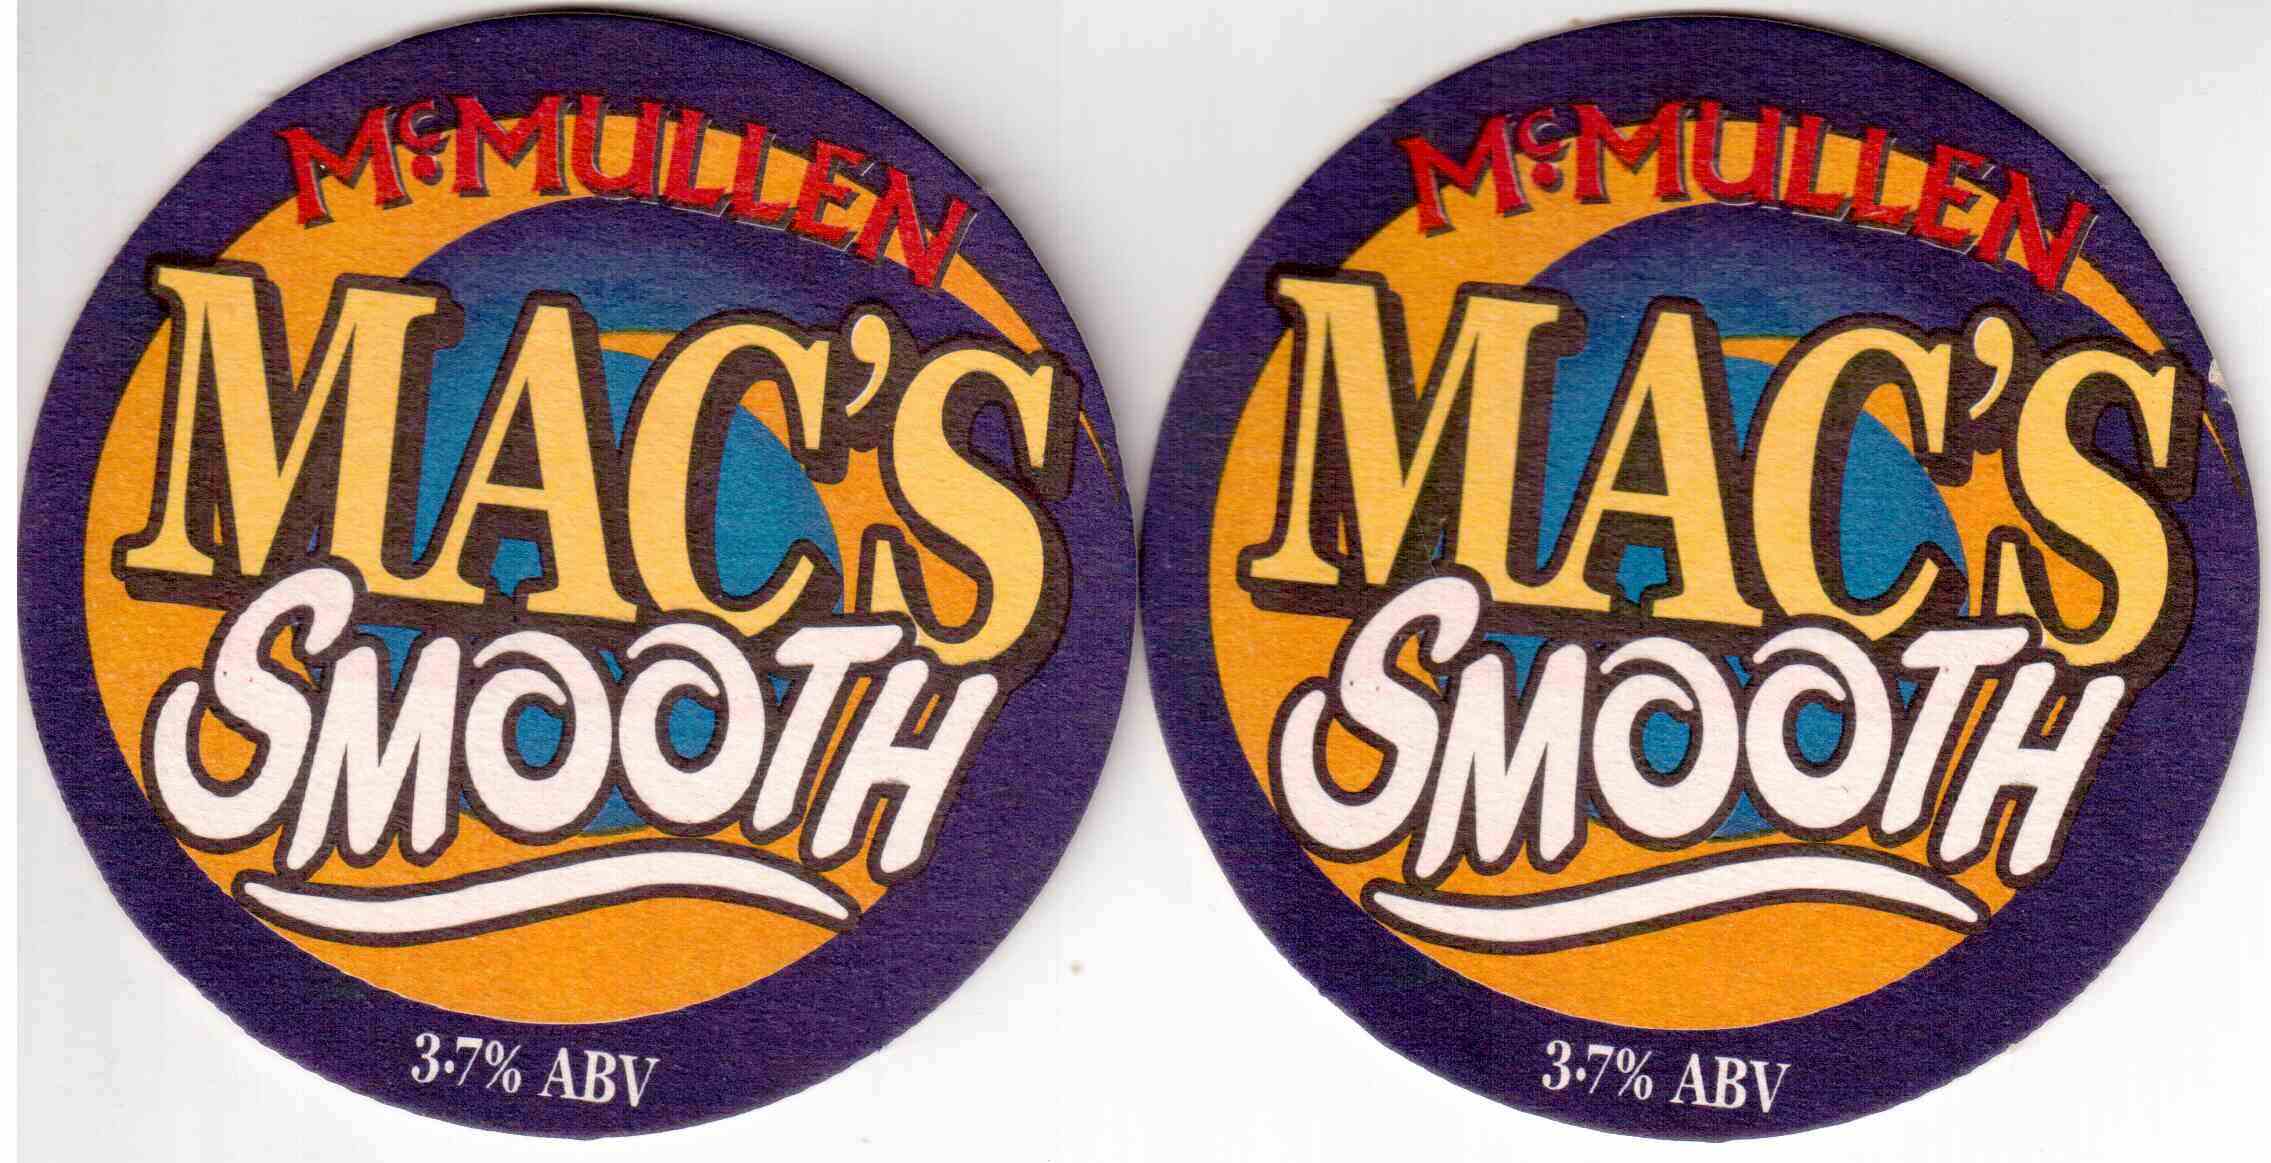 McMULLEN
MAC'S
SMOOTH
3.7% ABV
McMULLEN
MAC'S
SMOOTH
3.7% ABV